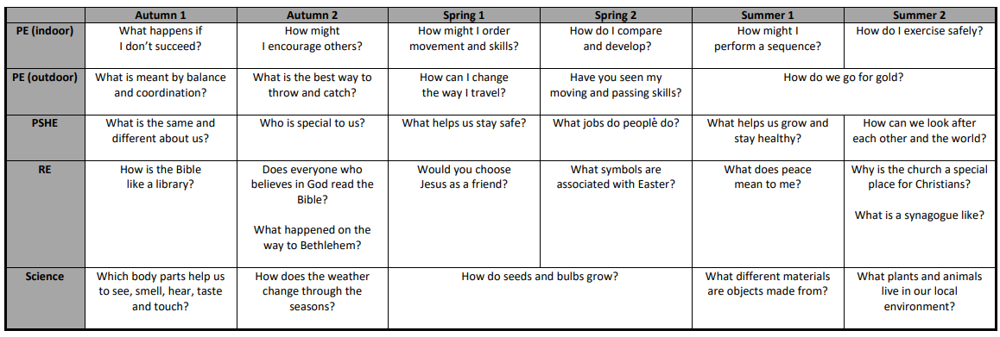 Autumn 1 Autumn 2 Spring 1 Spring 2 Summer 1 Summer 2
PE (indoor)
What happens if
I don't succeed?
How might
I encourage others?
How might I order
movement and skills?
How do I compare
and develop?
How might I
perform a sequence?
How do I exercise safely?
PE (outdoor)
What is meant by balance
and coordination?
What is the best way to
throw and catch?
How can I change
the way I travel?
Have you seen my
moving and passing skills?
How do we go for gold?
PSHE
What is the same and
different about us?
Who is special to us?
What helps us stay safe?
What jobs do people do?
What helps us grow and
stay healthy?
How can we look after
each other and the world?
RE
How is the Bible
like a library?
Does everyone who
believes in God read the
Bible?
What happened on the
way to Bethlehem?
Would you choose
Jesus as a friend?
What symbols are
associated with Easter?
What does peace
mean to me?
Why is the church a special
place for Christians?
What is a synagogue like?
Science
Which body parts help us
to see, smell, hear, taste
and touch?
How does the weather
change through the
seasons?
How do seeds and bulbs grow?
What different materials
are objects made from?
What plants and animals
live in our local
environment?